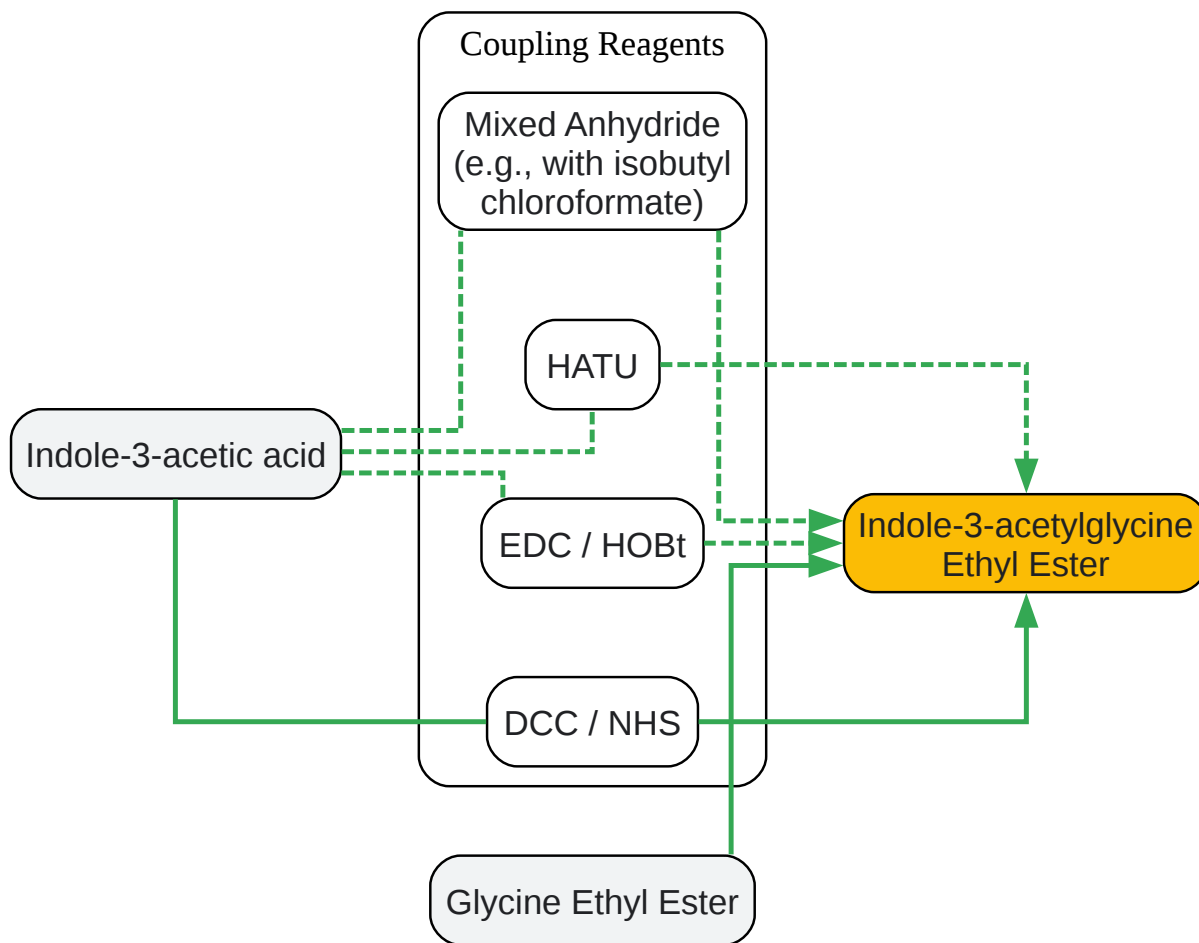 Coupling Reagents
Mixed Anhydride
(e.g., with isobutyl
chloroformate)
HATU
Indole-3-acetic acid
EDC / HOBt
Indole-3-acetylglycine
Ethyl Ester
DCC / NHS
Glycine Ethyl Ester